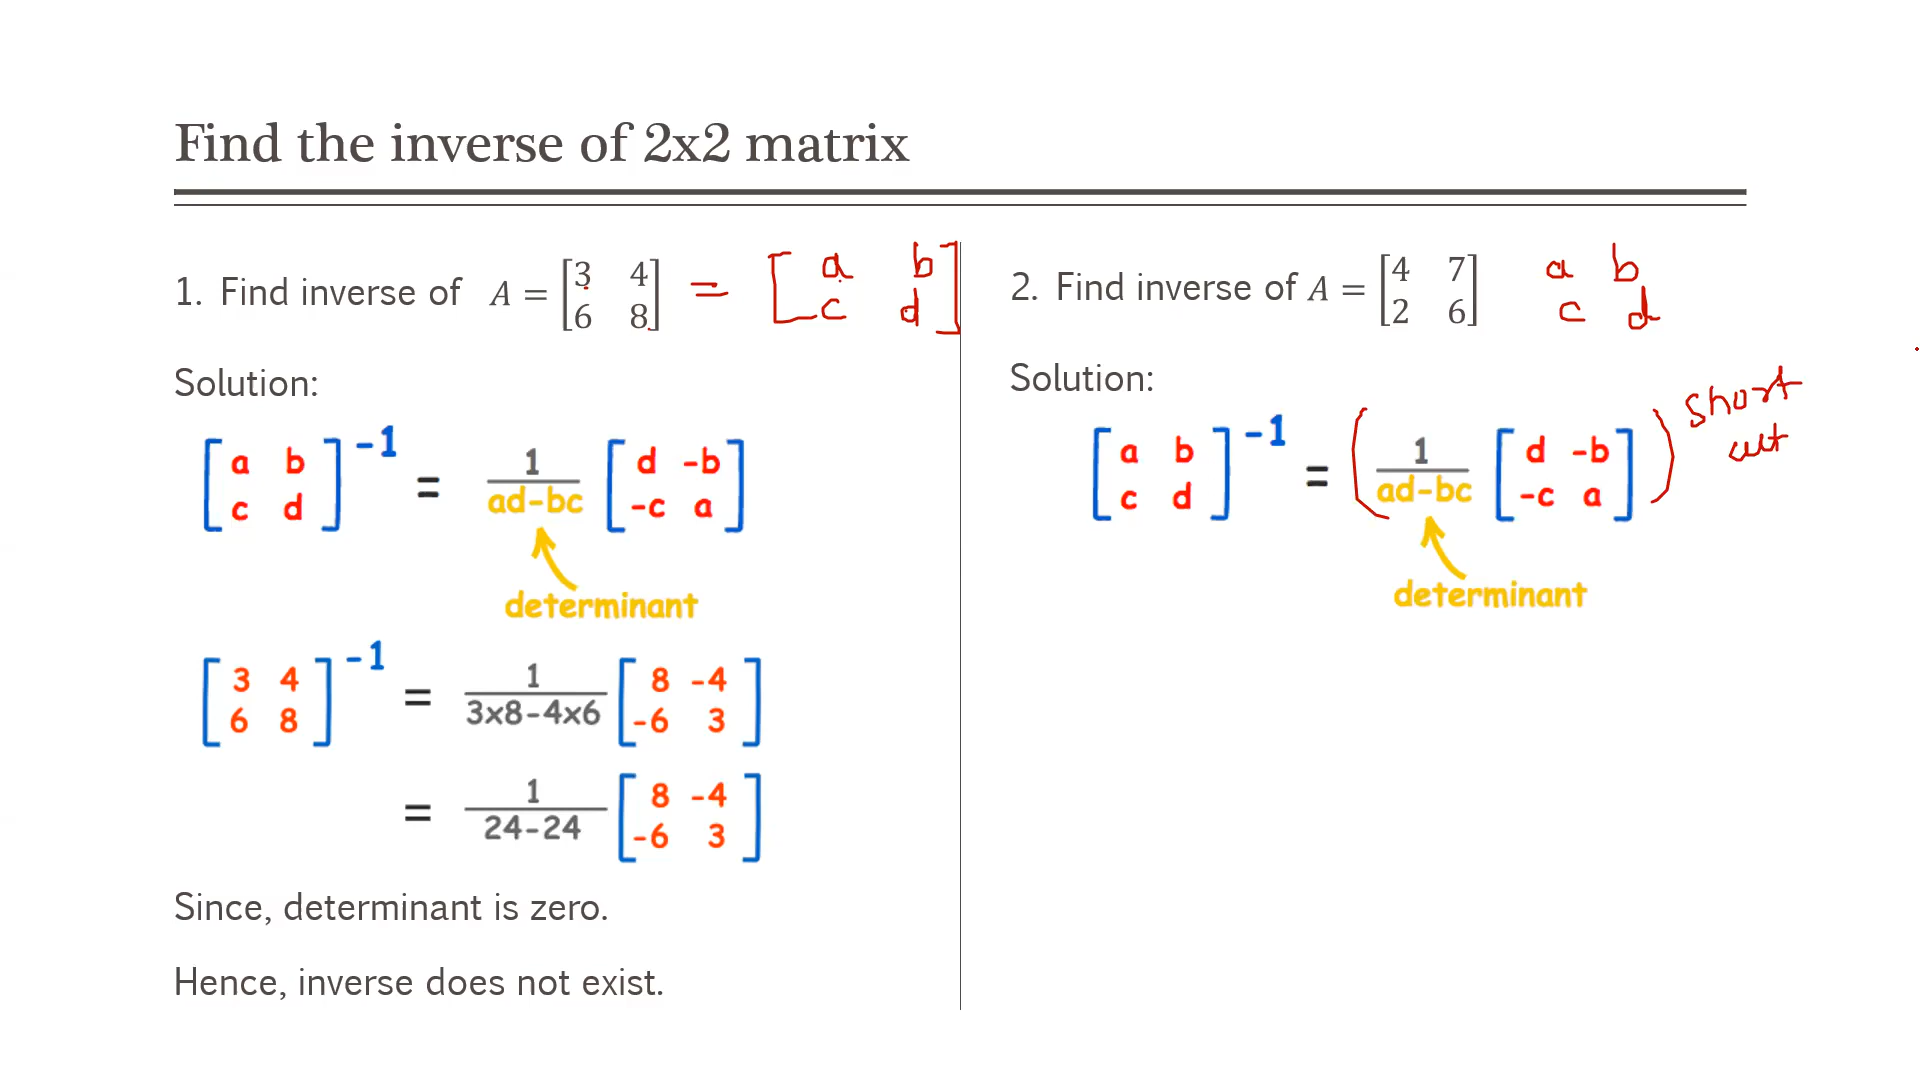 Find the inverse of 2x2 matrix
1. Find inverse of A = [3 4] = [a b]
[6 8] [c d]
Solution:
[a b]⁻¹ = 1 [d -b]
[c d] ad-bc [-c a]
determinant
[3 4]⁻¹ = 1 [8 -4]
[6 8] 3x8-4x6 [-6 3]
= 1 [8 -4]
24-24 [-6 3]
Since, determinant is zero.
Hence, inverse does not exist.
2. Find inverse of A = [4 7] a b
[2 6] c d
Solution:
[a b]⁻¹ = ( 1 [d -b] ) short
[c d] ad-bc [-c a] cut
determinant